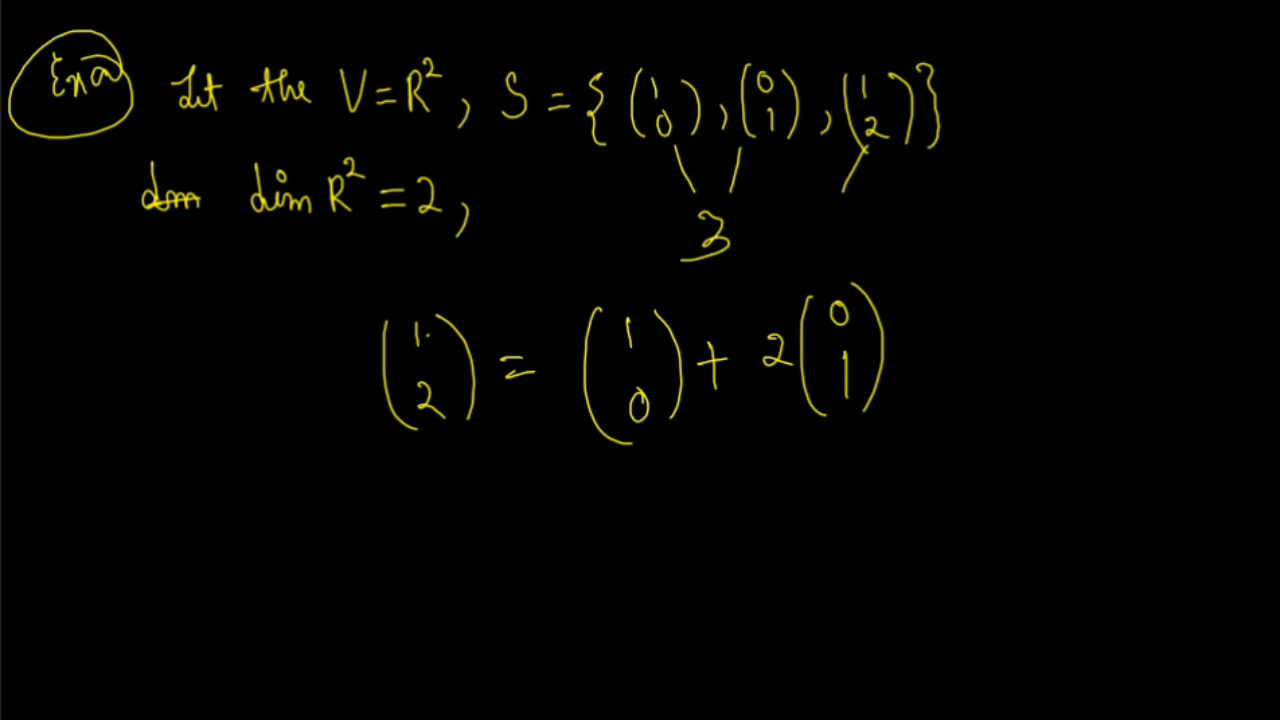 Exa Let the V=R², S = {(1 0), (0 1), (1 2)}
dm dim R² = 2,
3
(1 2) = (1 0) + 2(0 1)